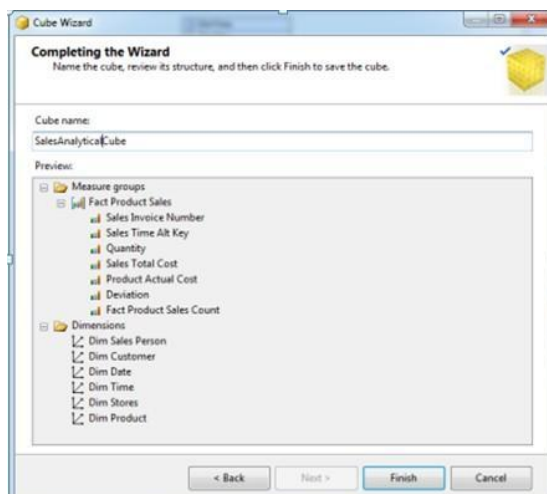 Cube Wizard
Completing the Wizard
Name the cube, review its structure, and then click Finish to save the cube.
Cube name:
SalesAnalyticalCube
Preview:
Measure groups
Fact Product Sales
Sales Invoice Number
Sales Time Alt Key
Quantity
Sales Total Cost
Product Actual Cost
Deviation
Fact Product Sales Count
Dimensions
Dim Sales Person
Dim Customer
Dim Date
Dim Time
Dim Stores
Dim Product
< Back Next > Finish Cancel